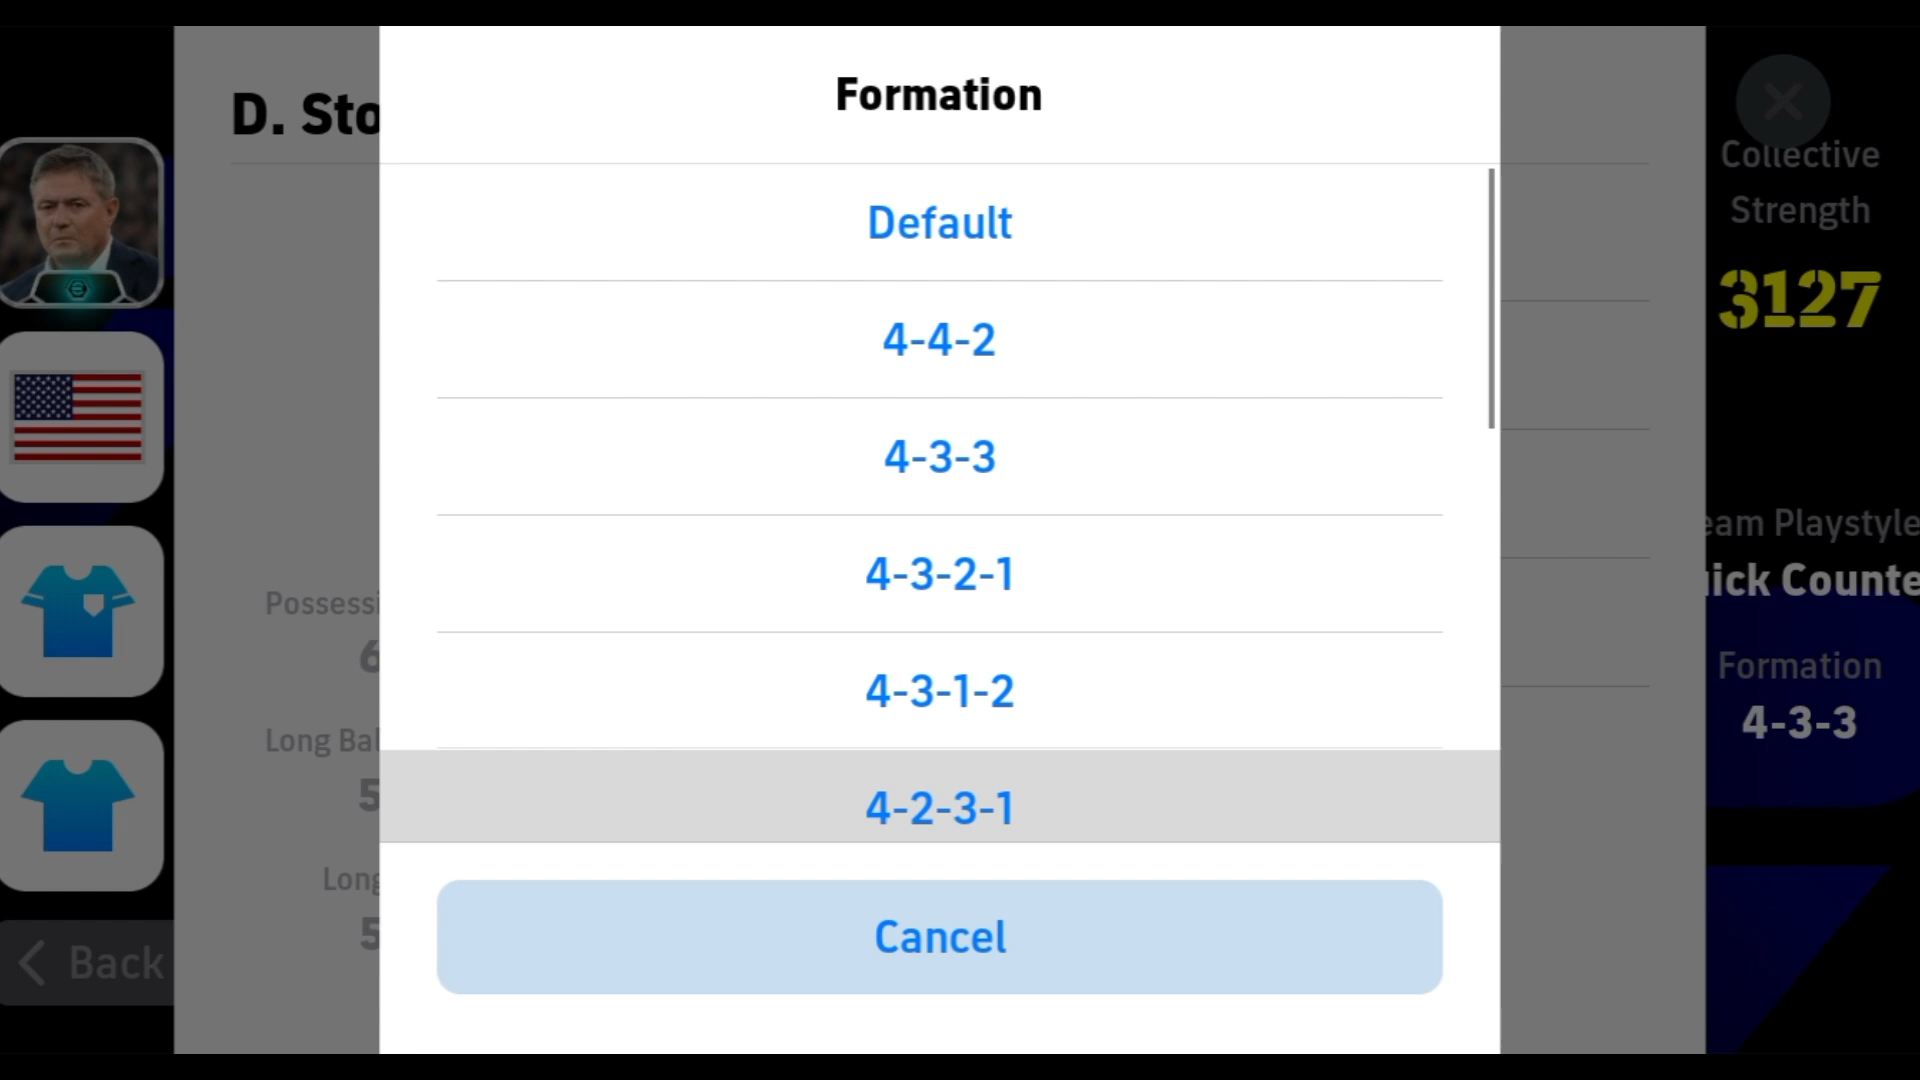 Formation
D. Sto
Default
4-4-2
4-3-3
4-3-2-1
4-3-1-2
4-2-3-1
Cancel
Possessi
6
Long Bal
5
Long
5
Back
Collective
Strength
3127
eam Playstyle
ick Counte
Formation
4-3-3